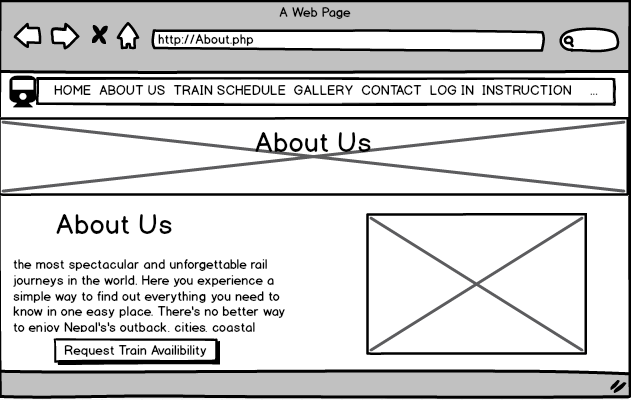 A Web Page
http://About.php
HOME ABOUT US TRAIN SCHEDULE GALLERY CONTACT LOG IN INSTRUCTION ...
About Us
About Us
the most spectacular and unforgettable rail
journeys in the world. Here you experience a
simple way to find out everything you need to
know in one easy place. There's no better way
to enjoy Nepal's's outback, cities, coastal
Request Train Availibility